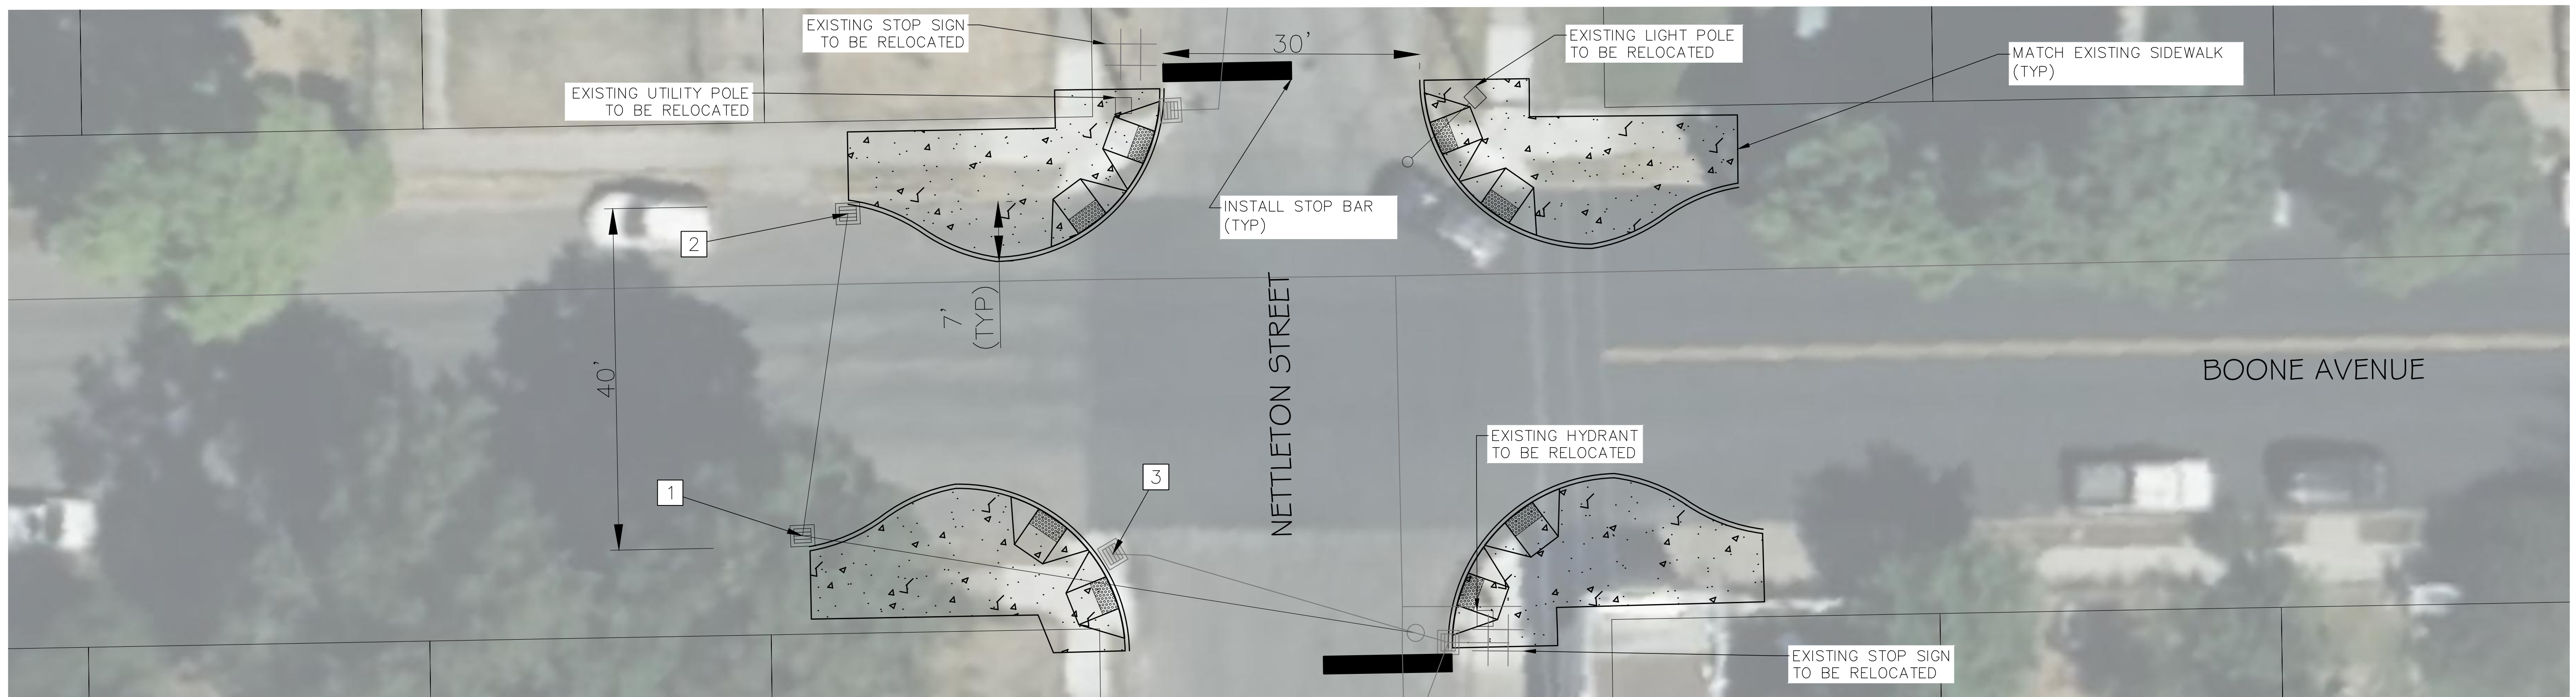 EXISTING STOP SIGN
TO BE RELOCATED
30'
EXISTING LIGHT POLE
TO BE RELOCATED
MATCH EXISTING SIDEWALK
(TYP)
EXISTING UTILITY POLE
TO BE RELOCATED
INSTALL STOP BAR
(TYP)
2
7'
(TYP)
40'
NETTLETON STREET
BOONE AVENUE
EXISTING HYDRANT
TO BE RELOCATED
1
3
EXISTING STOP SIGN
TO BE RELOCATED